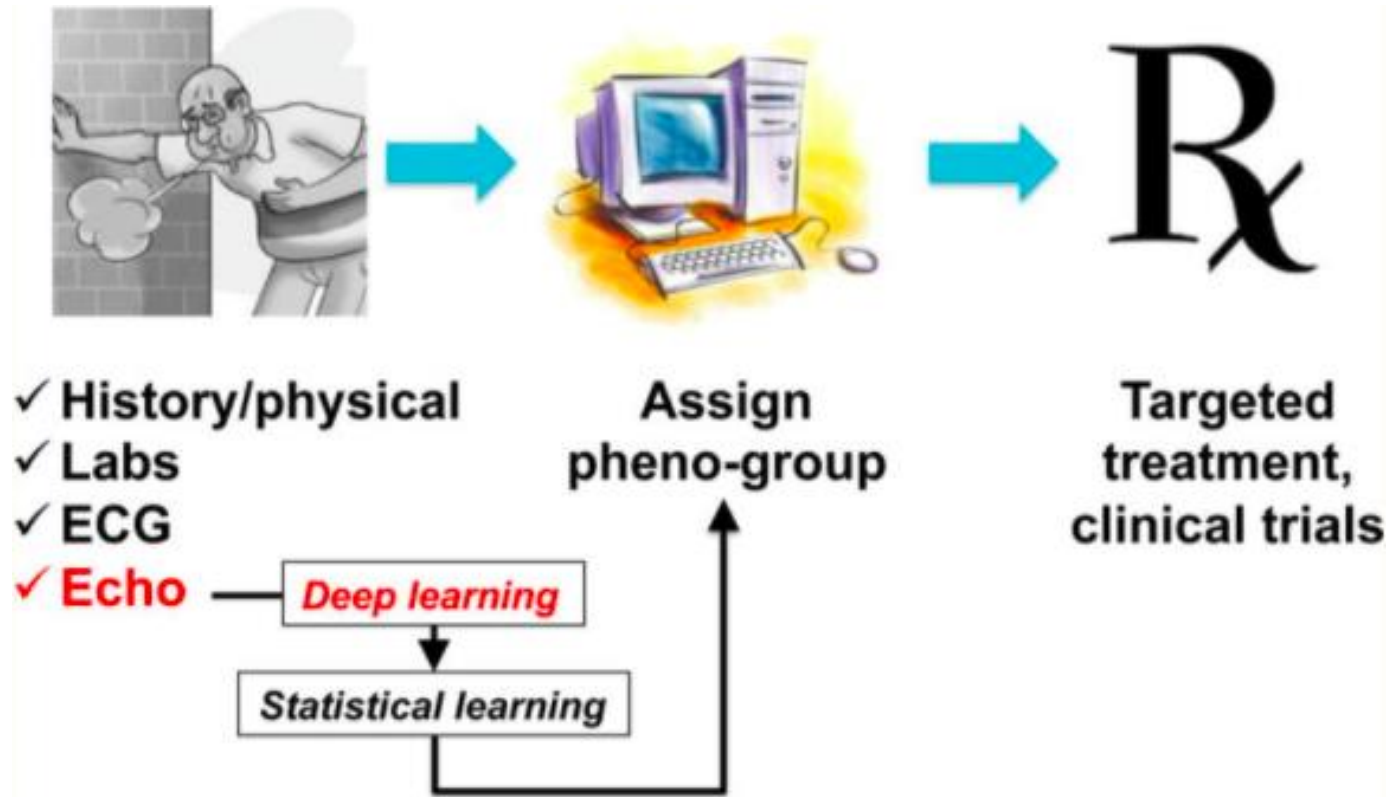 Rx
✓ History/physical
✓ Labs
✓ ECG
✓ Echo
Deep learning
Statistical learning
Assign
pheno-group
Targeted
treatment,
clinical trials